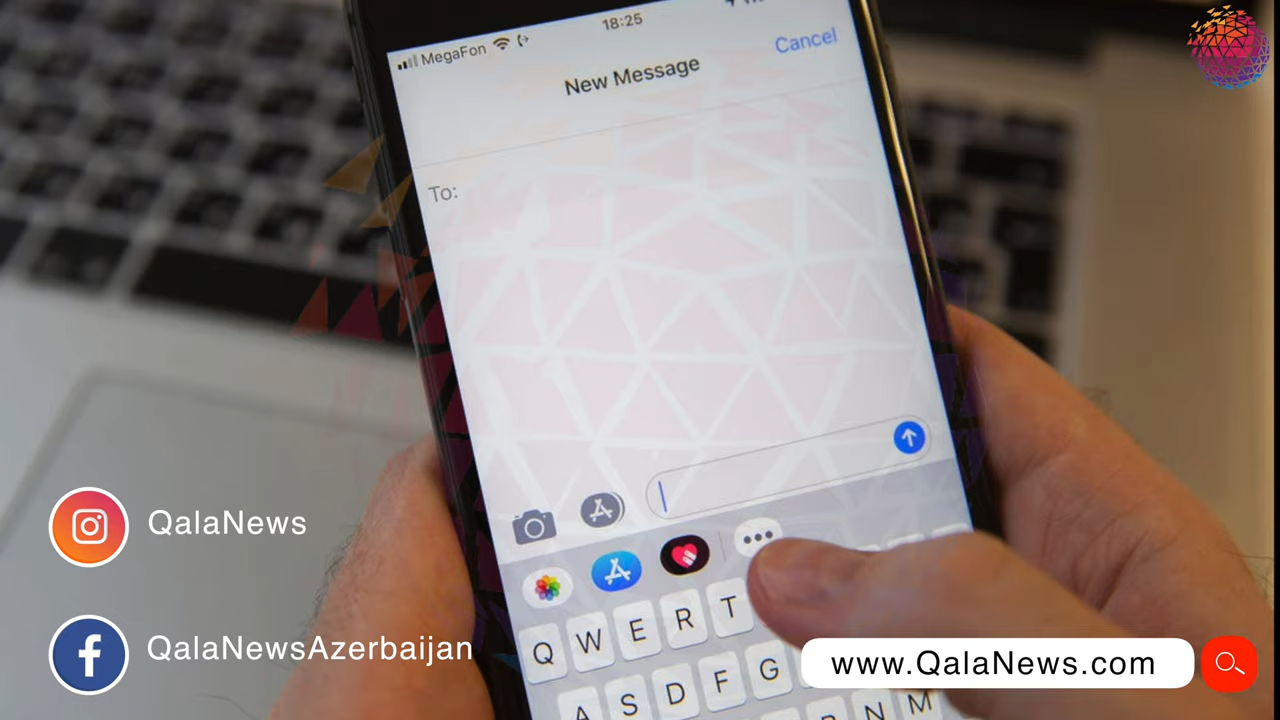 MegaFon
18:25
New Message
Cancel
To:
Q W E R T
A S D F G
N M
QalaNews
QalaNewsAzerbaijan
www.QalaNews.com